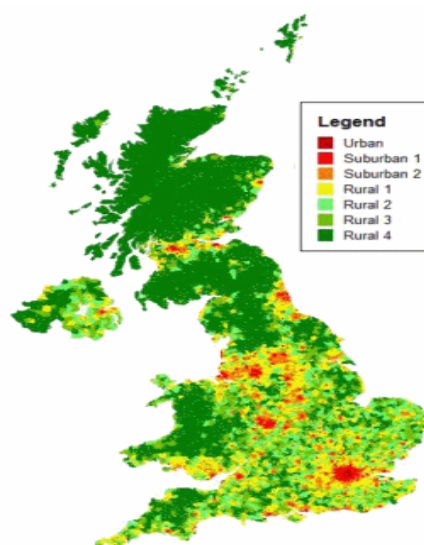 Legend
Urban
Suburban 1
Suburban 2
Rural 1
Rural 2
Rural 3
Rural 4